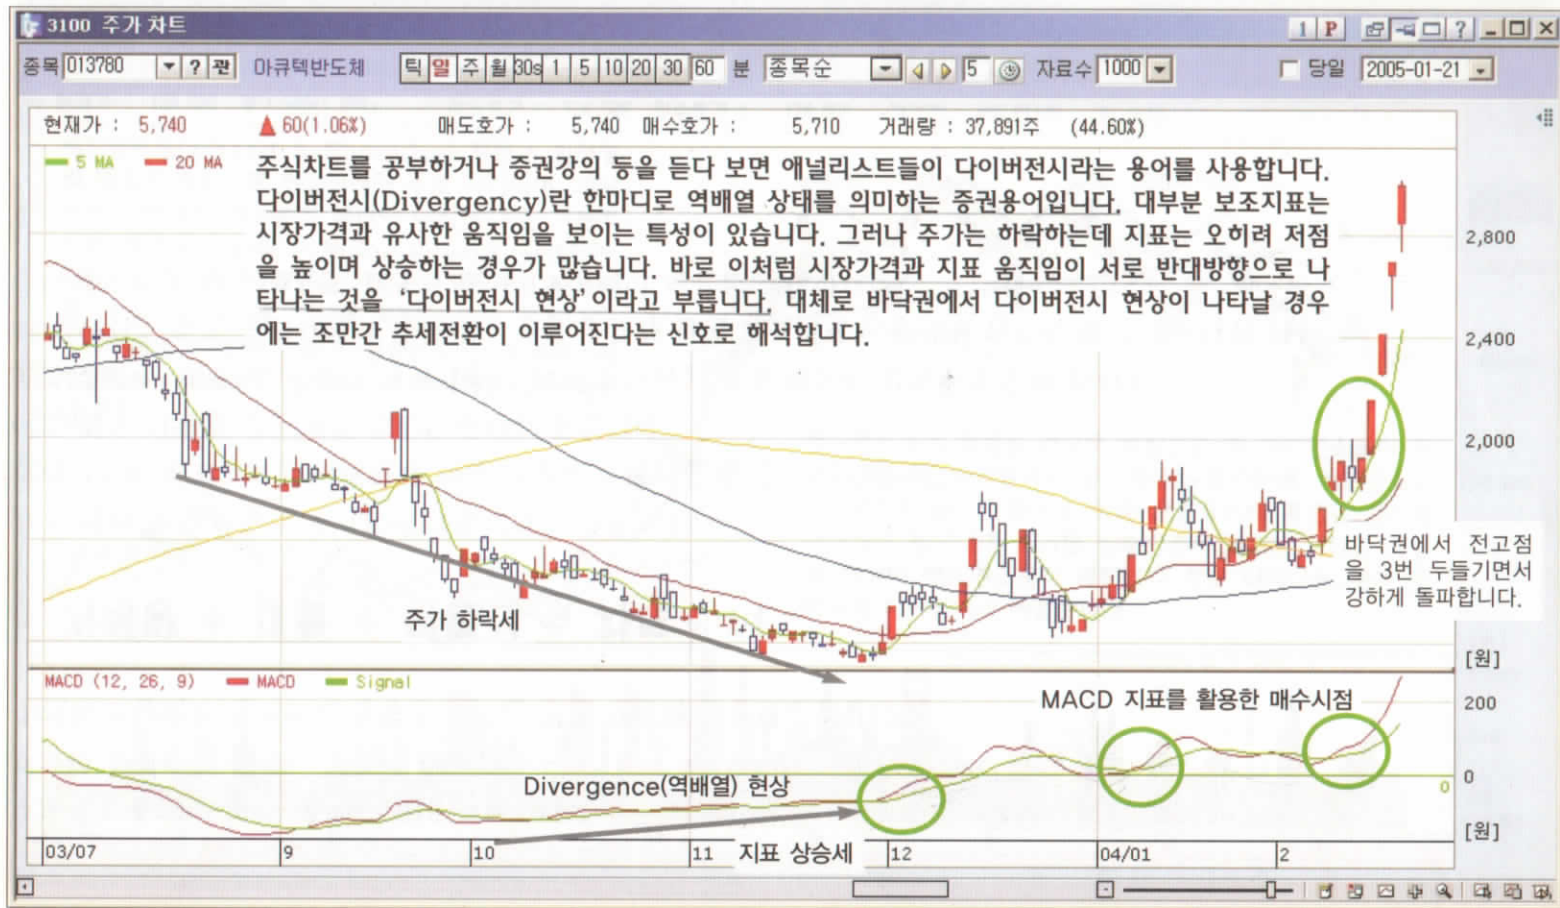 3100 주가 차트
1 P ?
종목 013780 ? 관 아큐텍반도체 틱 일 주 월 30s 1 5 10 20 30 60 분 종목순 5 자료수 1000 당일 2005-01-21
현재가 : 5,740 ▲ 60(1.06%) 매도호가 : 5,740 매수호가 : 5,710 거래량 : 37,891주 (44.60%)
5 MA 20 MA
주식차트를 공부하거나 증권강의 등을 듣다 보면 애널리스트들이 다이버전시라는 용어를 사용합니다.
다이버전시(Divergency)란 한마디로 역배열 상태를 의미하는 증권용어입니다. 대부분 보조지표는
시장가격과 유사한 움직임을 보이는 특성이 있습니다. 그러나 주가는 하락하는데 지표는 오히려 저점
을 높이며 상승하는 경우가 많습니다. 바로 이처럼 시장가격과 지표 움직임이 서로 반대방향으로 나
타나는 것을 ‘다이버전시 현상’이라고 부릅니다. 대체로 바닥권에서 다이버전시 현상이 나타날 경우
에는 조만간 추세전환이 이루어진다는 신호로 해석합니다.
2,800
2,400
2,000
바닥권에서 전고점
을 3번 두들기면서
강하게 돌파합니다.
주가 하락세
[원]
MACD (12, 26, 9) MACD Signal
MACD 지표를 활용한 매수시점
200
Divergence(역배열) 현상
0
0
[원]
03/07 9 10 11 지표 상승세 12 04/01 2